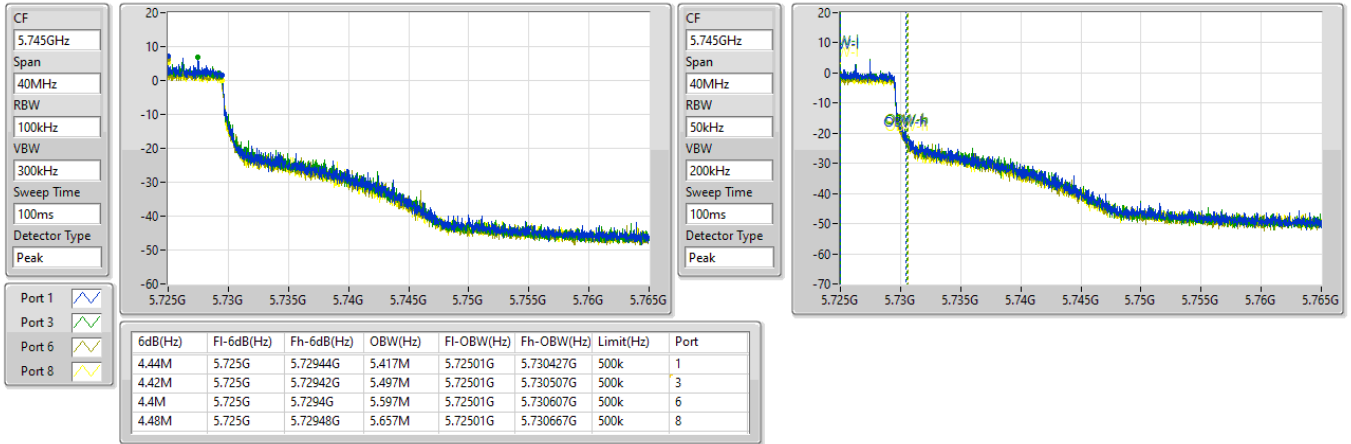 CF
5.745GHz
Span
40MHz
RBW
100kHz
VBW
300kHz
Sweep Time
100ms
Detector Type
Peak
20-
10-
0-
-10-
-20-
-30-
-40-
-50-
-60-
5.725G 5.73G 5.735G 5.74G 5.745G 5.75G 5.755G 5.76G 5.765G
CF
5.745GHz
Span
40MHz
RBW
50kHz
VBW
200kHz
Sweep Time
100ms
Detector Type
Peak
20-
10-
0-
-10-
-20-
-30-
-40-
-50-
-60-
-70-
W-l
OBW-h
5.725G 5.73G 5.735G 5.74G 5.745G 5.75G 5.755G 5.76G 5.765G
Port 1
Port 3
Port 6
Port 8
6dB(Hz) Fl-6dB(Hz) Fh-6dB(Hz) OBW(Hz) Fl-OBW(Hz) Fh-OBW(Hz) Limit(Hz) Port
4.44M 5.725G 5.72944G 5.417M 5.72501G 5.730427G 500k 1
4.42M 5.725G 5.72942G 5.497M 5.72501G 5.730507G 500k 3
4.4M 5.725G 5.7294G 5.597M 5.72501G 5.730607G 500k 6
4.48M 5.725G 5.72948G 5.657M 5.72501G 5.730667G 500k 8